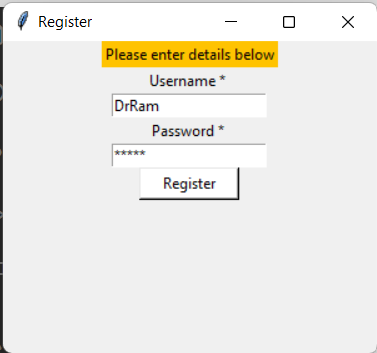 Register
Please enter details below
Username *
DrRam
Password *
*****
Register